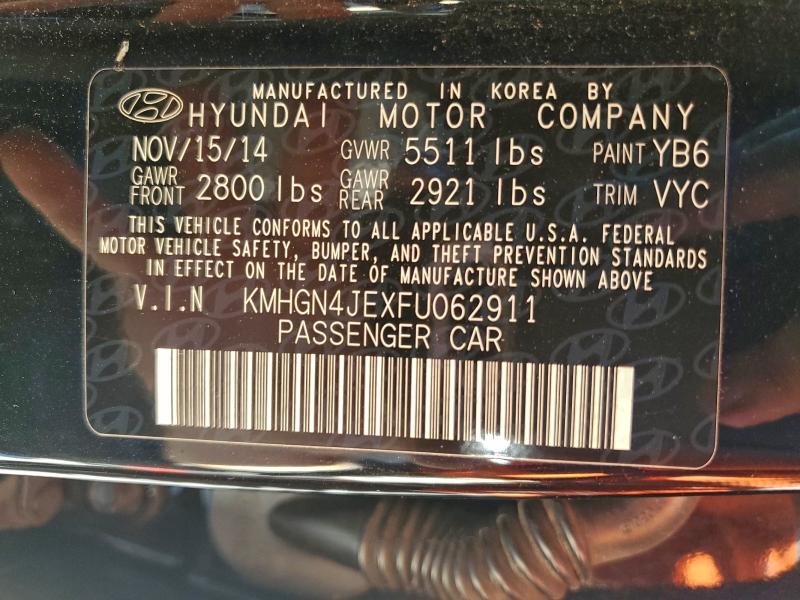 MANUFACTURED IN KOREA BY
HYUNDAI MOTOR COMPANY
NOV/15/14 GVWR 5511 lbs PAINT YB6
GAWR FRONT 2800 lbs GAWR REAR 2921 lbs TRIM VYC
THIS VEHICLE CONFORMS TO ALL APPLICABLE U.S.A. FEDERAL
MOTOR VEHICLE SAFETY, BUMPER, AND THEFT PREVENTION STANDARDS
IN EFFECT ON THE DATE OF MANUFACTURE SHOWN ABOVE
V.I.N KMHGN4JEXFU062911
PASSENGER CAR